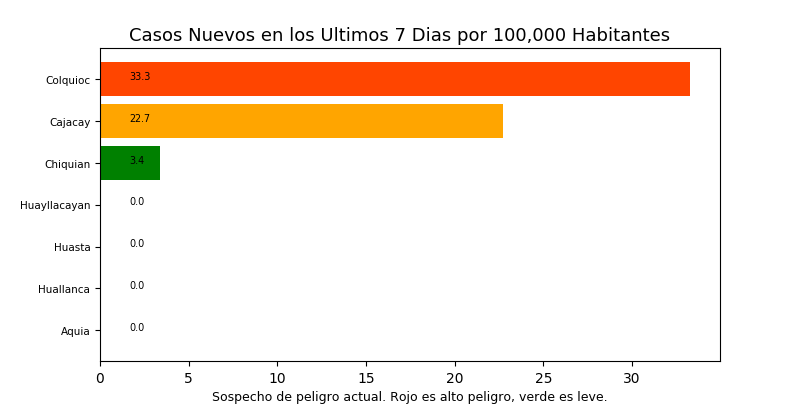 Casos Nuevos en los Ultimos 7 Dias por 100,000 Habitantes
Colquioc 33.3
Cajacay 22.7
Chiquian 3.4
Huayllacayan 0.0
Huasta 0.0
Huallanca 0.0
Aquia 0.0
0 5 10 15 20 25 30
Sospecho de peligro actual. Rojo es alto peligro, verde es leve.